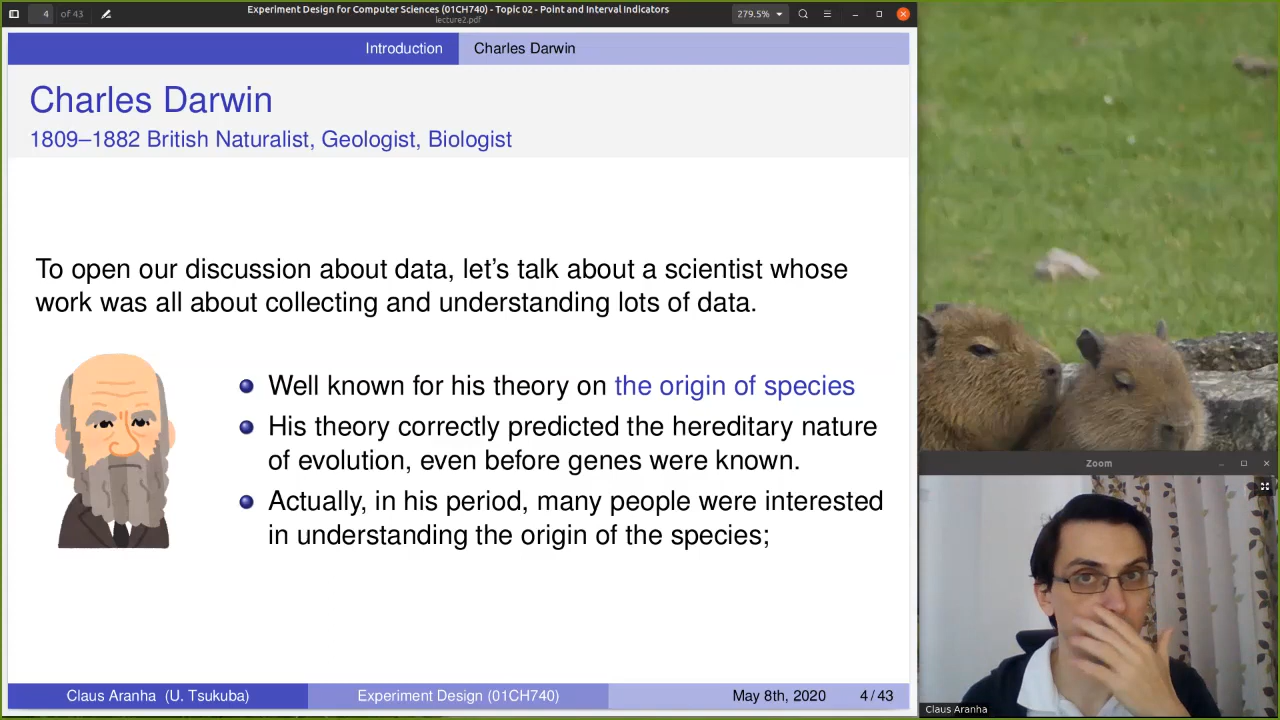 4 of 43
Experiment Design for Computer Sciences (01CH740) - Topic 02 - Point and Interval Indicators
lecture2.pdf
279.5%
Introduction
Charles Darwin
Charles Darwin
1809–1882 British Naturalist, Geologist, Biologist
To open our discussion about data, let's talk about a scientist whose
work was all about collecting and understanding lots of data.
Well known for his theory on the origin of species
His theory correctly predicted the hereditary nature
of evolution, even before genes were known.
Actually, in his period, many people were interested
in understanding the origin of the species;
Claus Aranha (U. Tsukuba)
Experiment Design (01CH740)
May 8th, 2020
4 / 43
Zoom
Claus Aranha